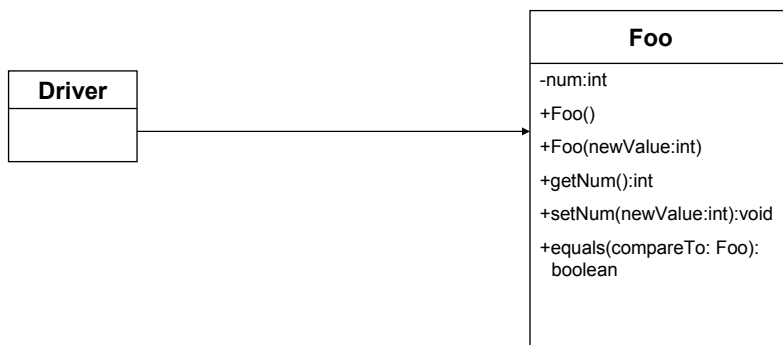 Driver
Foo
-num:int
+Foo()
+Foo(newValue:int)
+getNum():int
+setNum(newValue:int):void
+equals(compareTo: Foo):
boolean